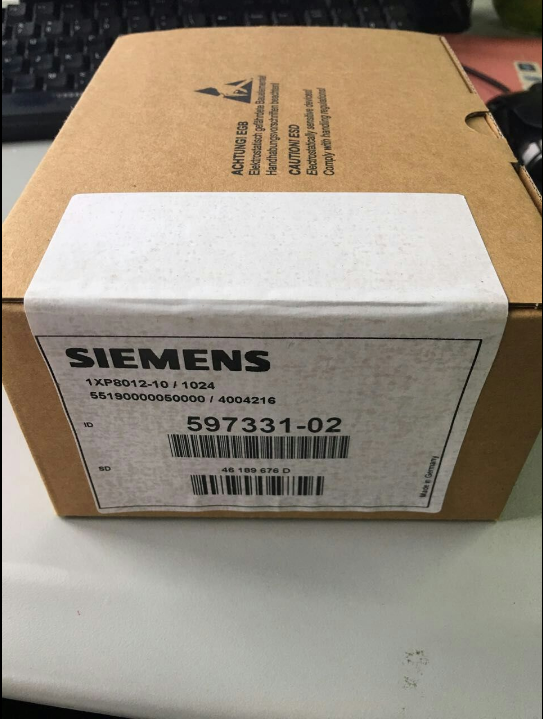 ACHTUNG! EGB
Elektrostatisch gefährdete Bauelemente!
Handhabungsvorschriften beachten!
CAUTION! ESD
Electrostatically sensitive devices!
Comply with handling regulations!
SIEMENS
1XP8012-10 / 1024
55190000050000 / 4004216
ID 597331-02
SD 46 189 676 D
Made in Germany